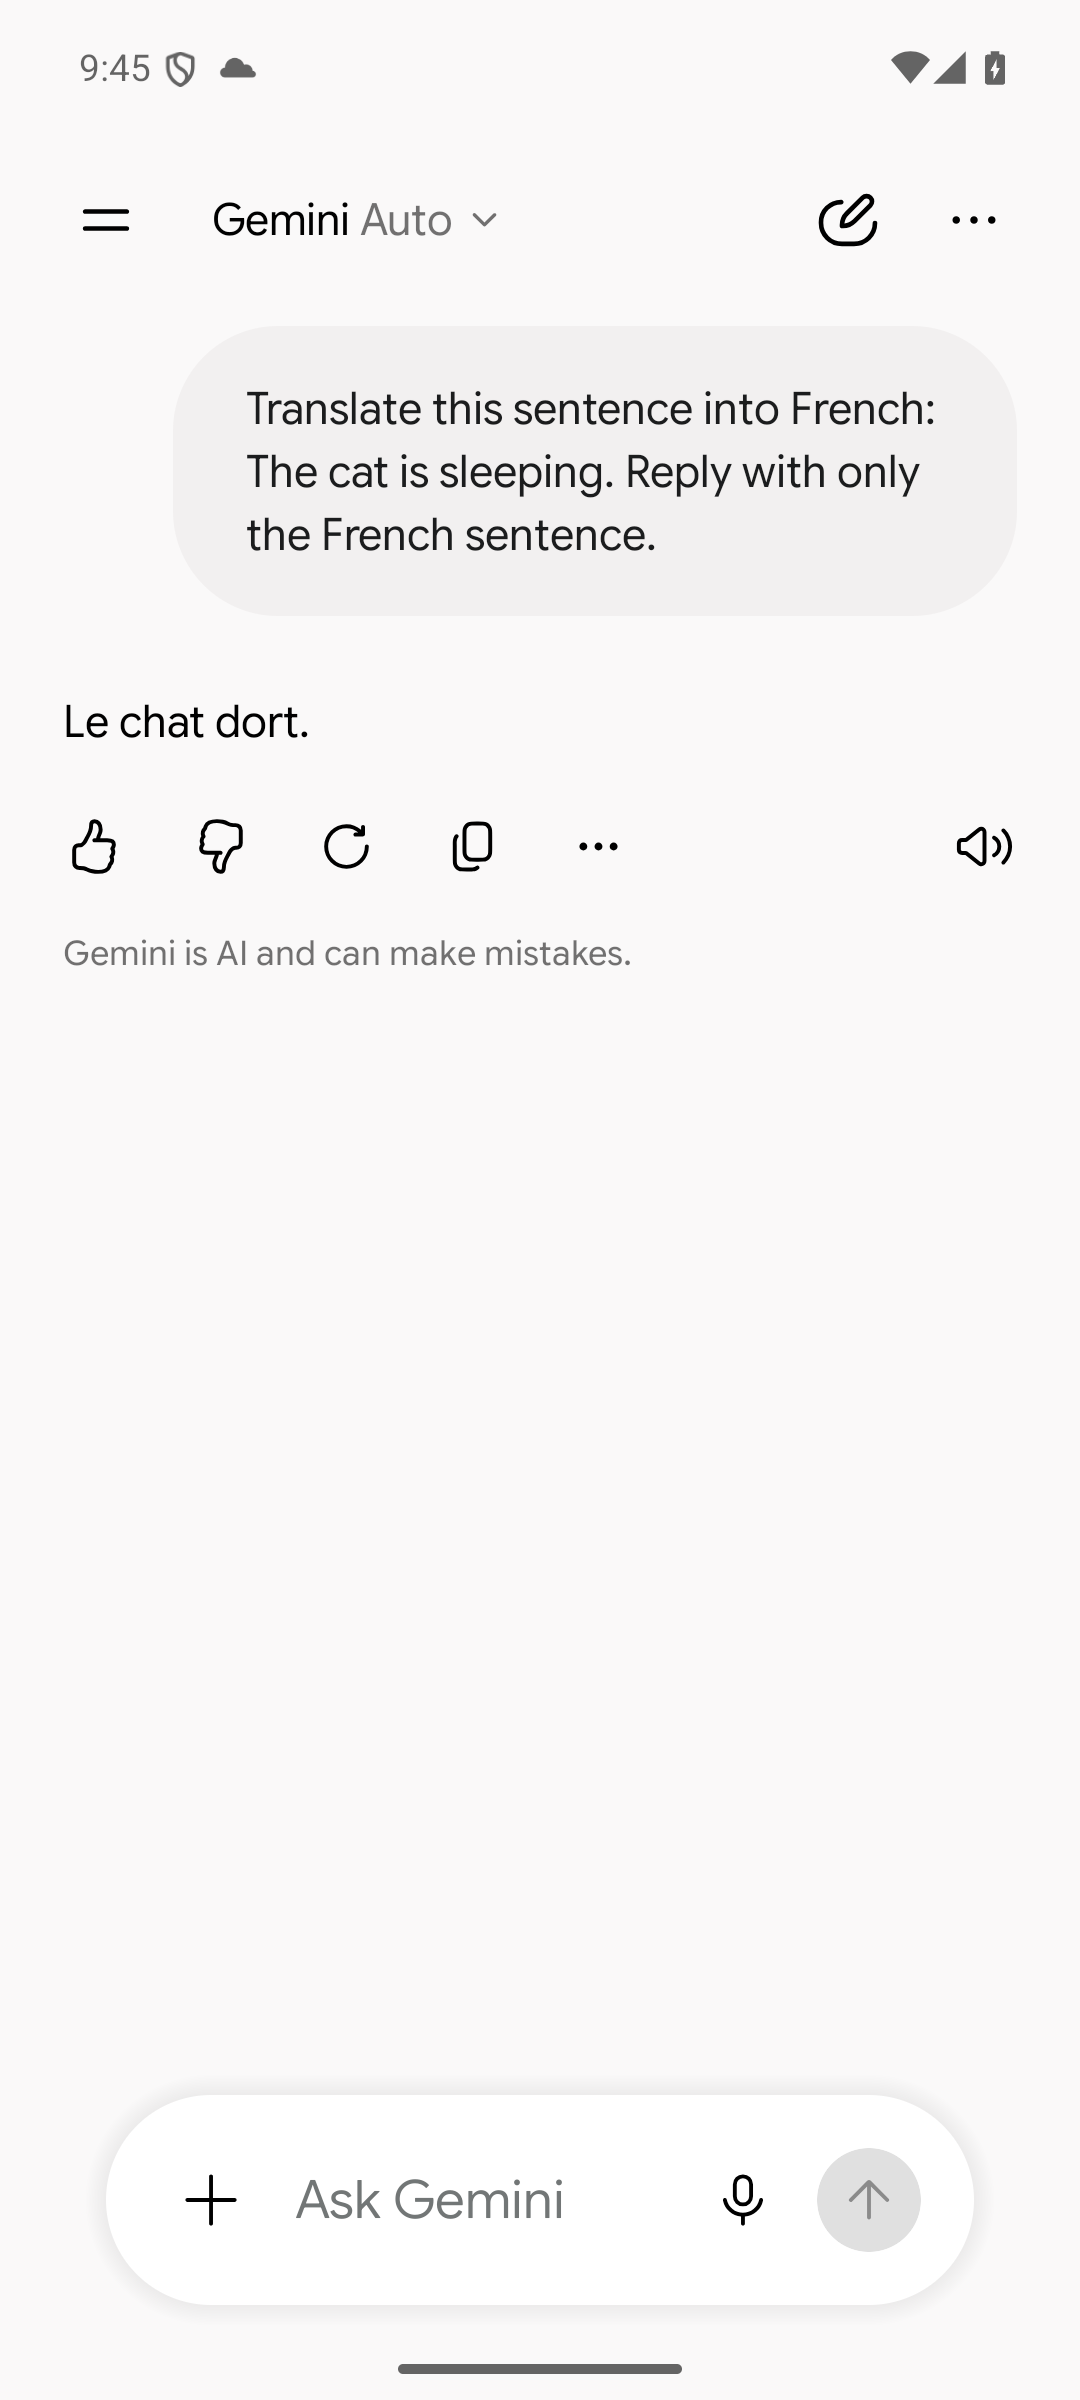 9:45
Gemini Auto
Translate this sentence into French:
The cat is sleeping. Reply with only
the French sentence.
Le chat dort.
Gemini is AI and can make mistakes.
Ask Gemini